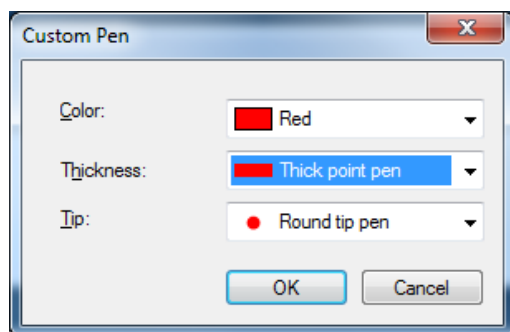 Custom Pen
Color:
Red
Thickness:
Thick point pen
Tip:
Round tip pen
OK
Cancel